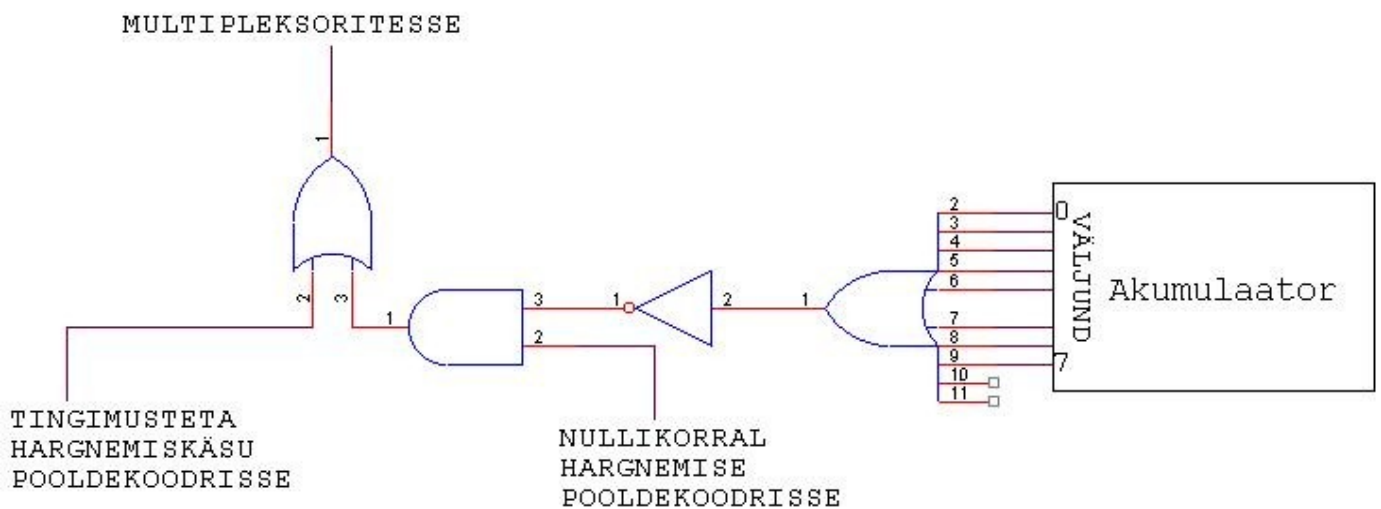 MULTIPLEKSORITESSE
1
2
3
1
3
2
1
2
1
2
3
4
5
6
7
8
9
10
11
0
VÄLJUND
7
Akumulaator
TINGIMUSTETA
HARGNEMISKÄSU
POOLDEKOODRISSE
NULLIKORRAL
HARGNEMISE
POOLDEKOODRISSE